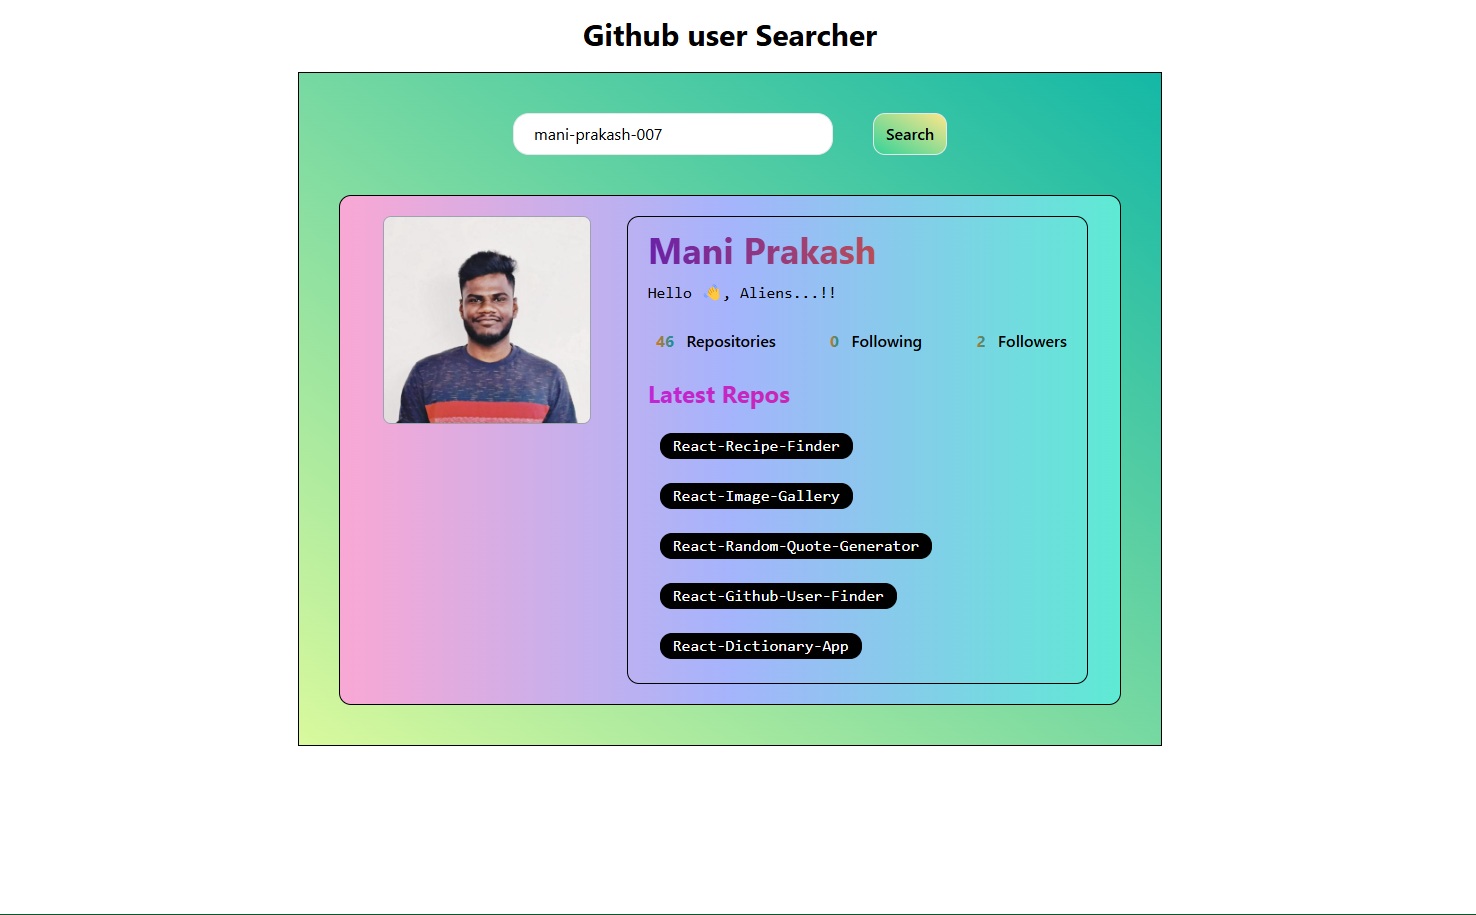 Github user Searcher
mani-prakash-007
Search
Mani Prakash
Hello 👋, Aliens...!!
46 Repositories 0 Following 2 Followers
Latest Repos
React-Recipe-Finder
React-Image-Gallery
React-Random-Quote-Generator
React-Github-User-Finder
React-Dictionary-App